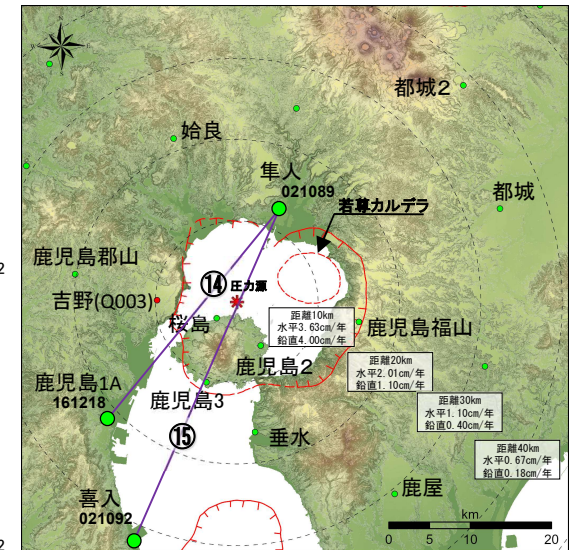 都城2
姶良
隼人
021089
都城
若尊カルデラ
鹿児島郡山
2
⑭
圧力源
吉野(Q003)
桜島
距離10km
水平3.63cm/年
鉛直4.00cm/年
鹿児島福山
鹿児島2
距離20km
水平2.01cm/年
鉛直1.10cm/年
鹿児島1A
161218
鹿児島3
距離30km
水平1.10cm/年
鉛直0.40cm/年
⑮
垂水
距離40km
水平0.67cm/年
鉛直0.18cm/年
喜入
021092
鹿屋
km
0 5 10 20
2